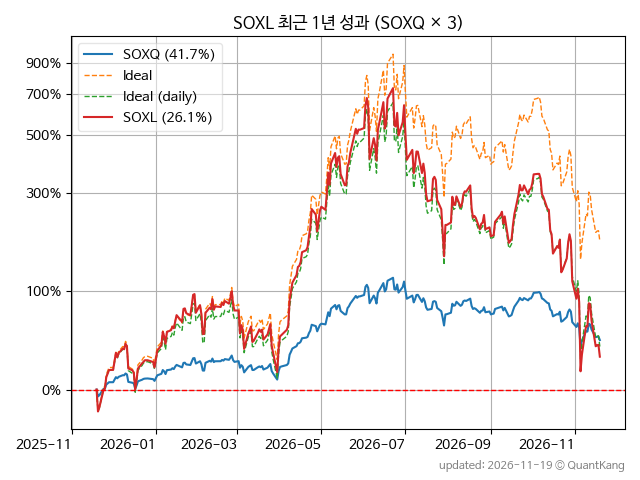 SOXL 최근 1년 성과 (SOXQ × 3)
SOXQ (41.7%)
Ideal
Ideal (daily)
SOXL (26.1%)
900%
700%
500%
300%
100%
0%
2025-11
2026-01
2026-03
2026-05
2026-07
2026-09
2026-11
updated: 2026-11-19 © QuantKang